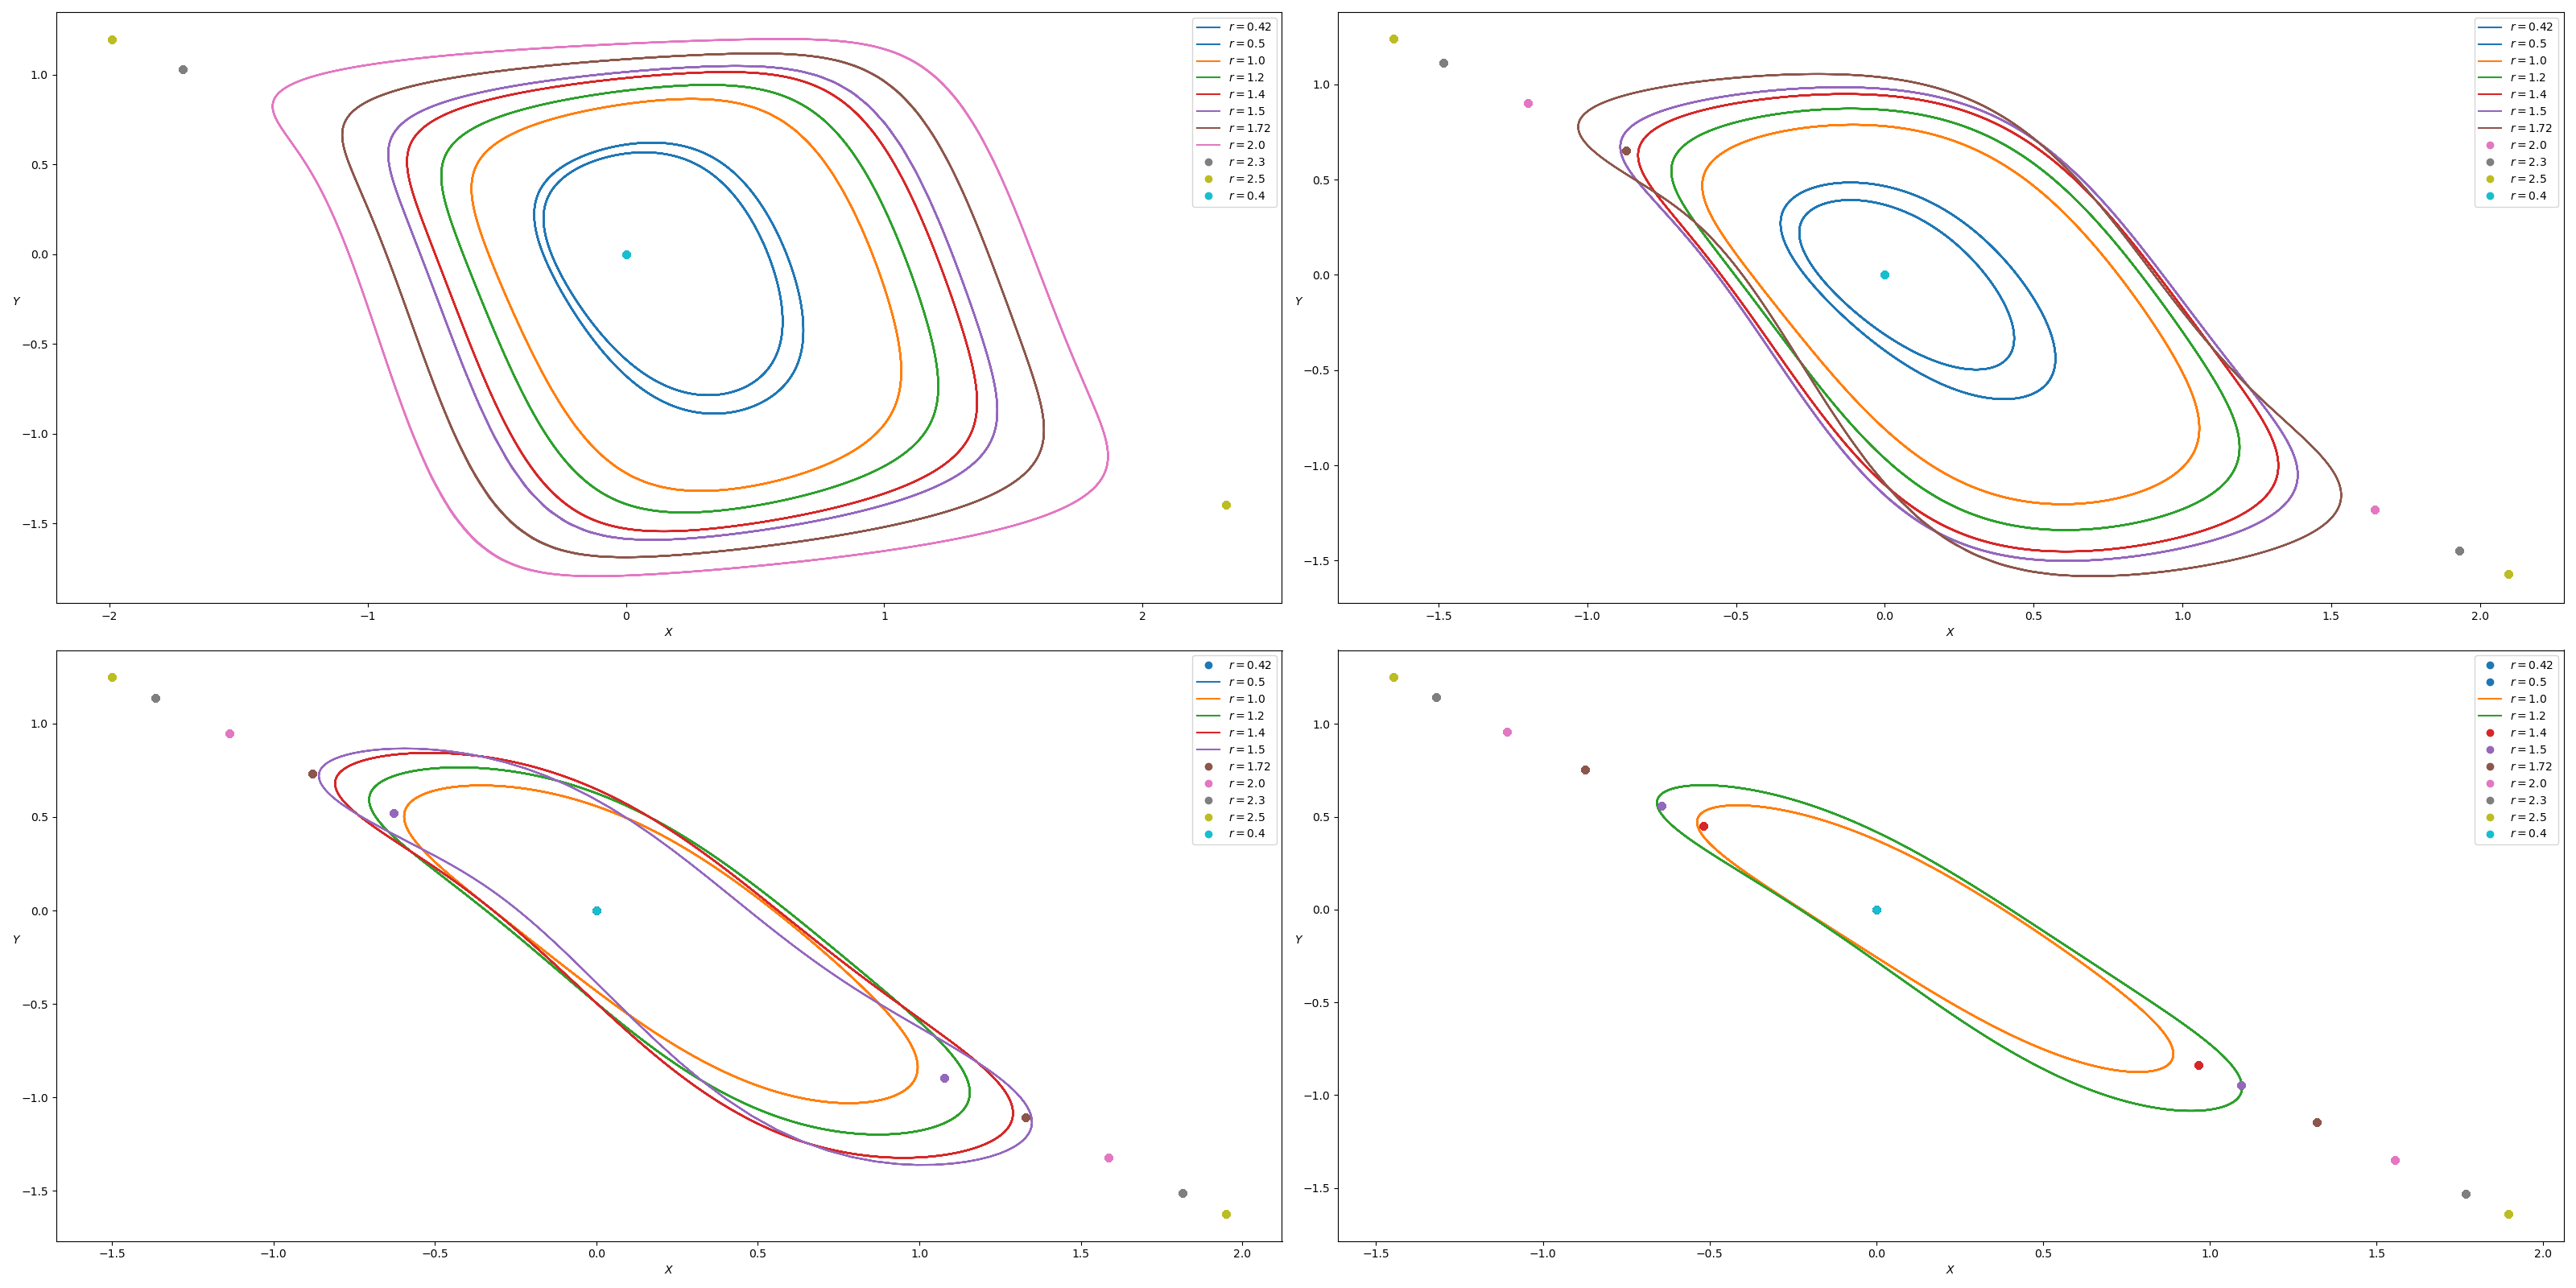 r = 0.42
r = 0.5
r = 1.0
r = 1.2
r = 1.4
r = 1.5
r = 1.72
r = 2.0
r = 2.3
r = 2.5
r = 0.4
1.0
0.5
0.0
Y
−0.5
−1.0
−1.5
−2 −1 0 1 2
X
r = 0.42
r = 0.5
r = 1.0
r = 1.2
r = 1.4
r = 1.5
r = 1.72
r = 2.0
r = 2.3
r = 2.5
r = 0.4
1.0
0.5
0.0
Y
−0.5
−1.0
−1.5
−1.5 −1.0 −0.5 0.0 0.5 1.0 1.5 2.0
X
r = 0.42
r = 0.5
r = 1.0
r = 1.2
r = 1.4
r = 1.5
r = 1.72
r = 2.0
r = 2.3
r = 2.5
r = 0.4
1.0
0.5
0.0
Y
−0.5
−1.0
−1.5
−1.5 −1.0 −0.5 0.0 0.5 1.0 1.5 2.0
X
r = 0.42
r = 0.5
r = 1.0
r = 1.2
r = 1.4
r = 1.5
r = 1.72
r = 2.0
r = 2.3
r = 2.5
r = 0.4
1.0
0.5
0.0
Y
−0.5
−1.0
−1.5
−1.5 −1.0 −0.5 0.0 0.5 1.0 1.5 2.0
X